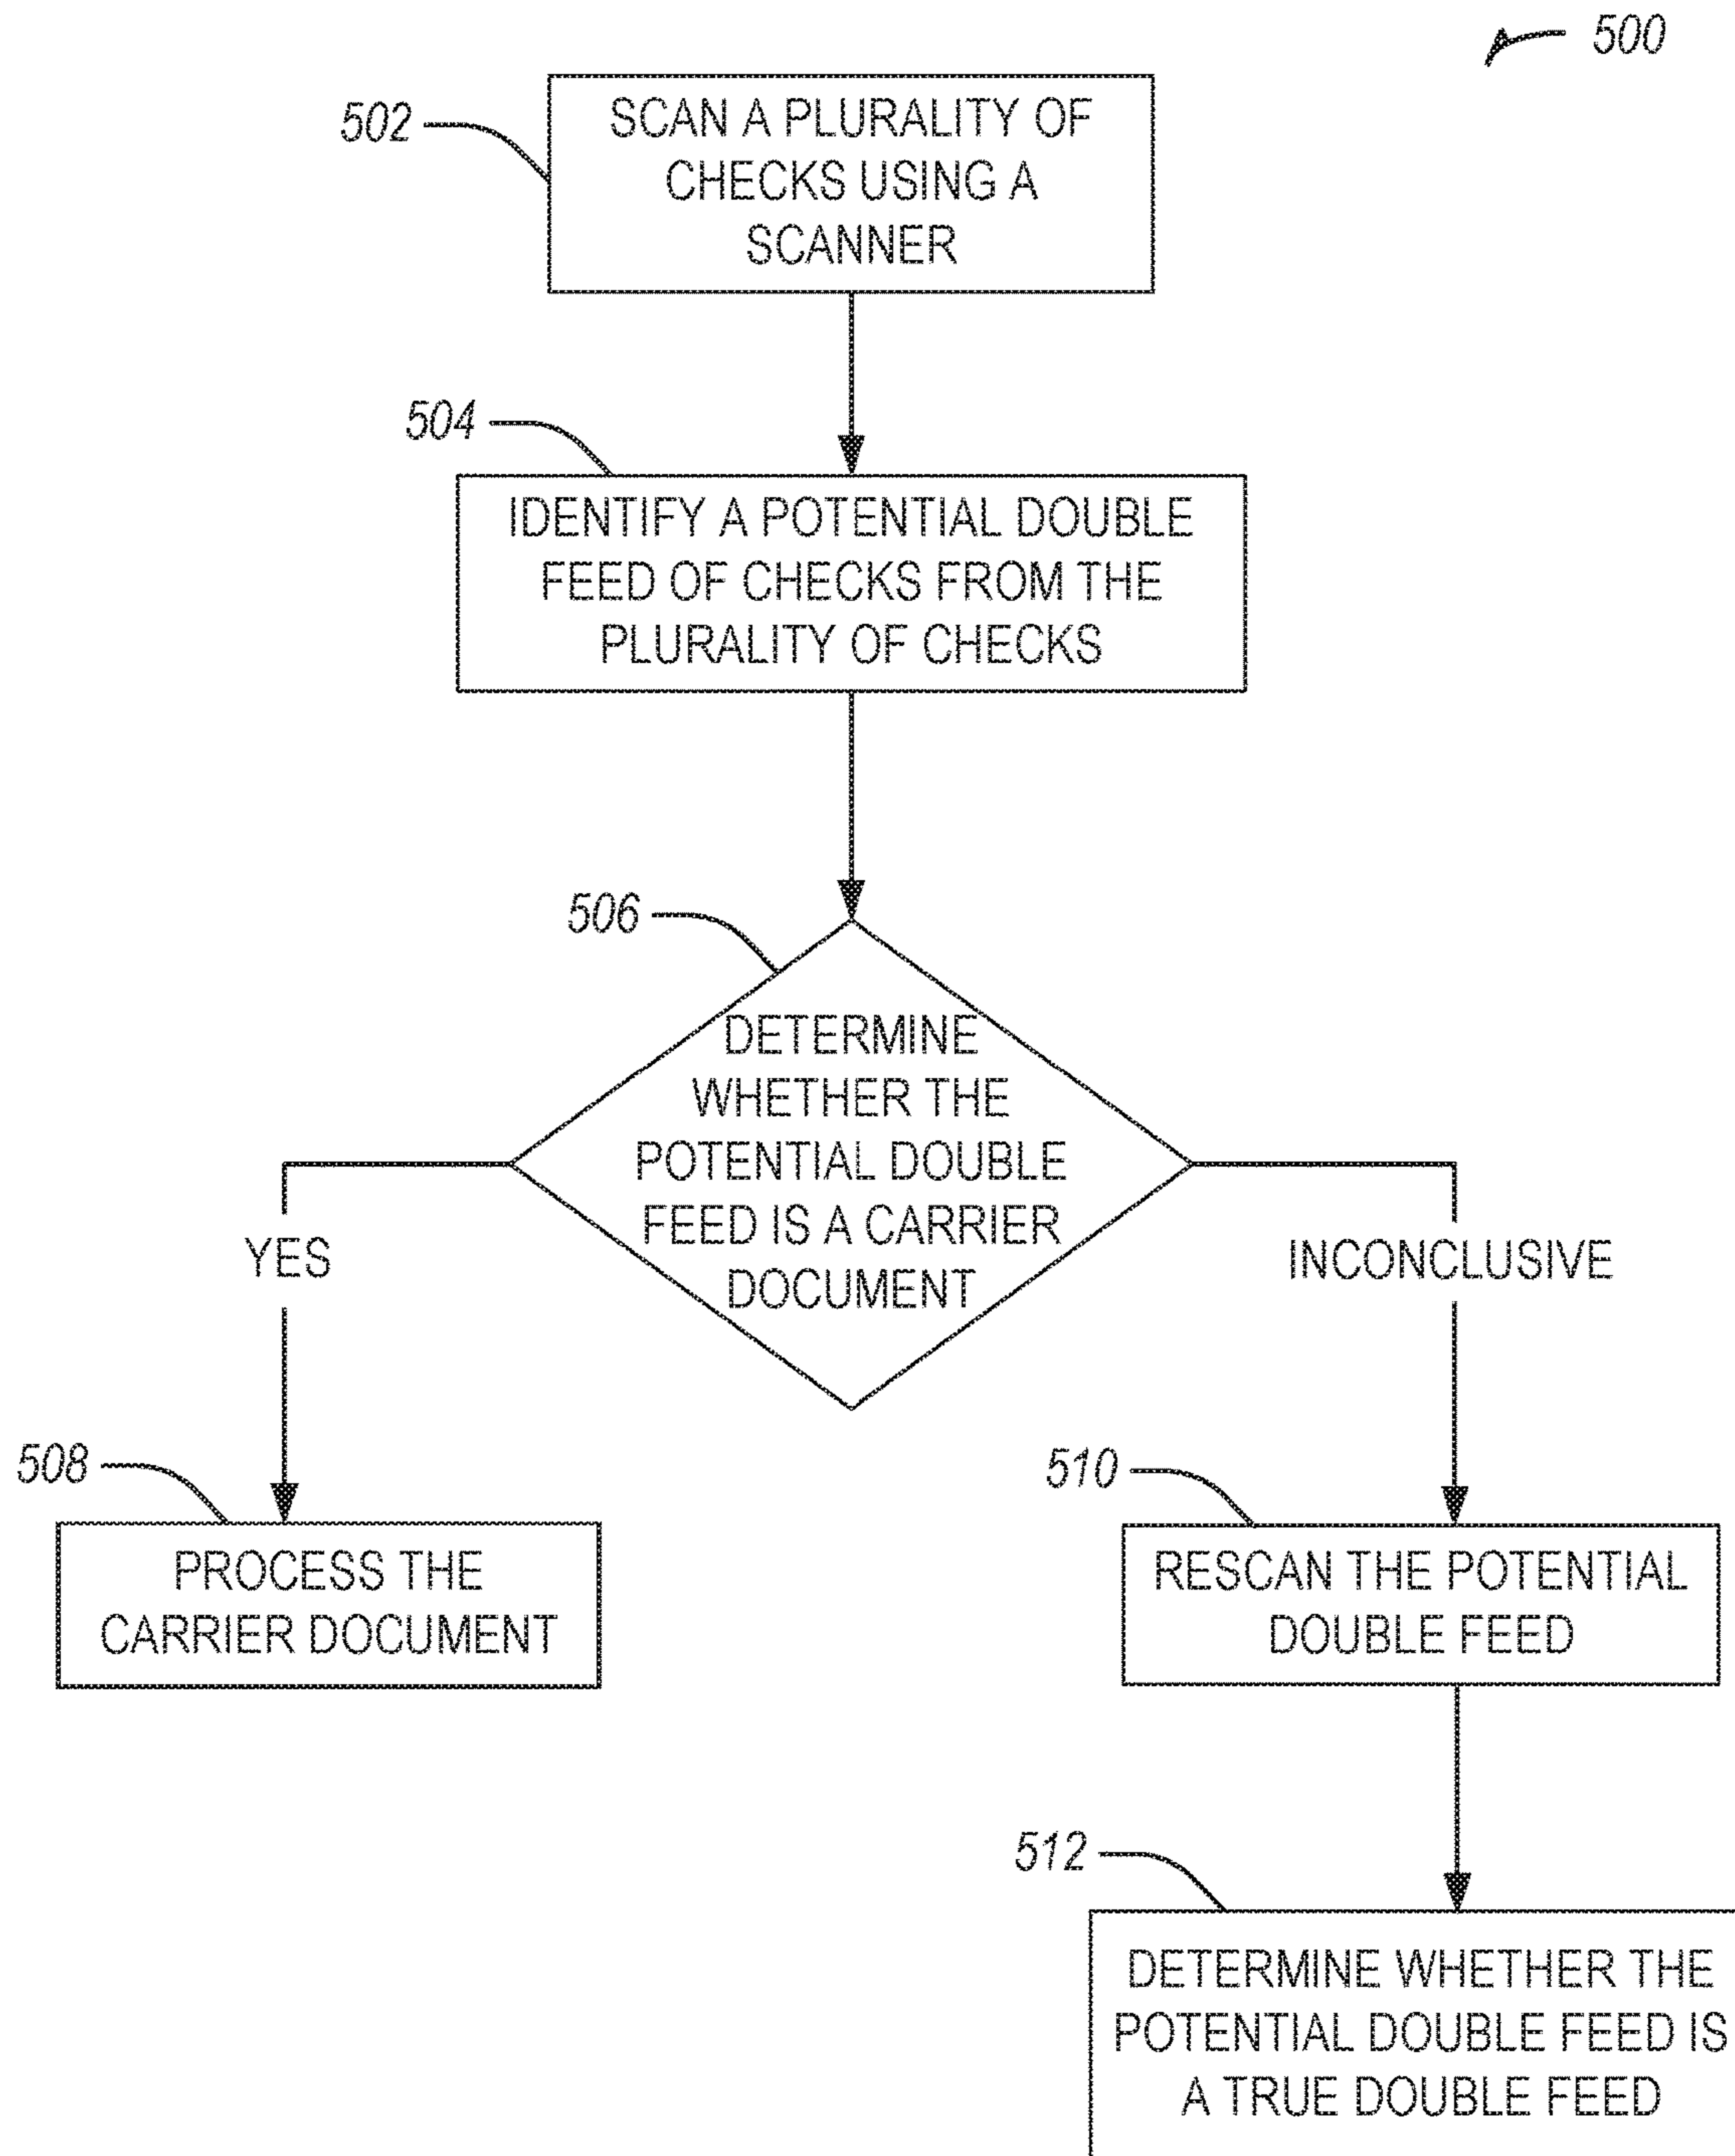 500
502
SCAN A PLURALITY OF
CHECKS USING A
SCANNER
504
IDENTIFY A POTENTIAL DOUBLE
FEED OF CHECKS FROM THE
PLURALITY OF CHECKS
506
DETERMINE
WHETHER THE
POTENTIAL DOUBLE
FEED IS A CARRIER
DOCUMENT
YES
INCONCLUSIVE
508
PROCESS THE
CARRIER DOCUMENT
510
RESCAN THE POTENTIAL
DOUBLE FEED
512
DETERMINE WHETHER THE
POTENTIAL DOUBLE FEED IS
A TRUE DOUBLE FEED